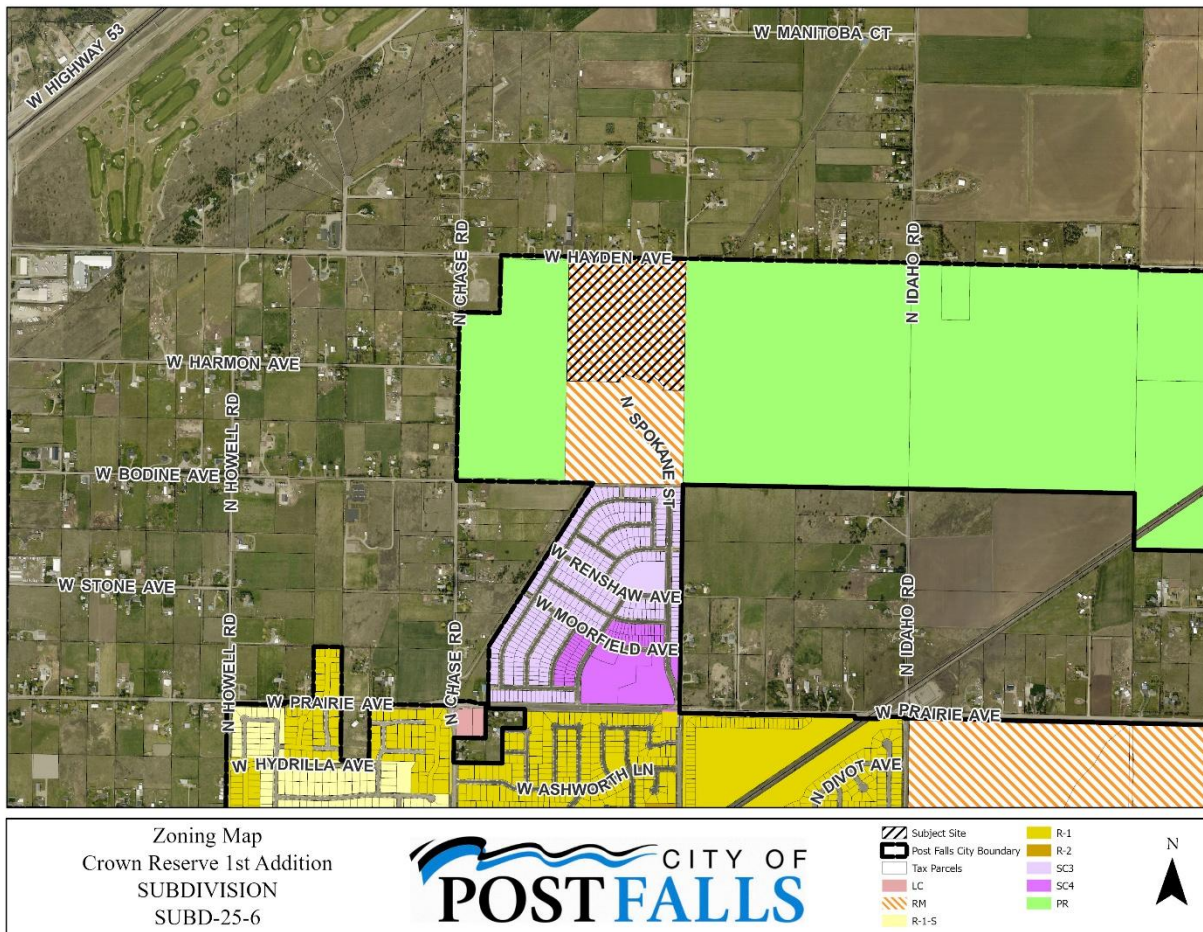 W HIGHWAY 53
W MANITOBA CT
N CHASE RD
W HAYDEN AVE
N IDAHO RD
W HARMON AVE
N HOWELL RD
N SPOKANE ST
W BODINE AVE
W RENSHAW AVE
W STONE AVE
W MOORFIELD AVE
N IDAHO RD
N HOWELL RD
N CHASE RD
W PRAIRIE AVE
W PRAIRIE AVE
W HYDRILLA AVE
W ASHWORTH LN
N DIVOT AVE
Zoning Map
Crown Reserve 1st Addition
SUBDIVISION
SUBD-25-6
CITY OF
POST FALLS
Subject Site
Post Falls City Boundary
Tax Parcels
LC
RM
R-1-S
R-1
R-2
SC3
SC4
PR
N